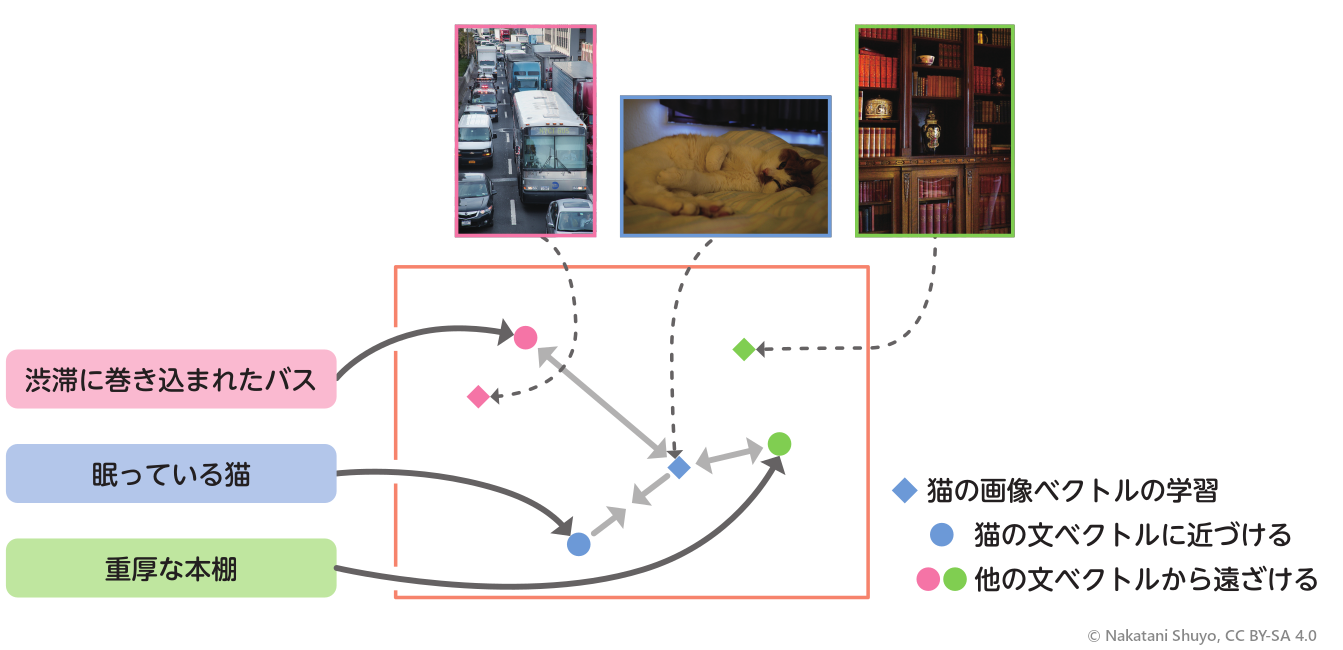 渋滞に巻き込まれたバス
眠っている猫
重厚な本棚
猫の画像ベクトルの学習
猫の文ベクトルに近づける
他の文ベクトルから遠ざける
© Nakatani Shuyo, CC BY-SA 4.0